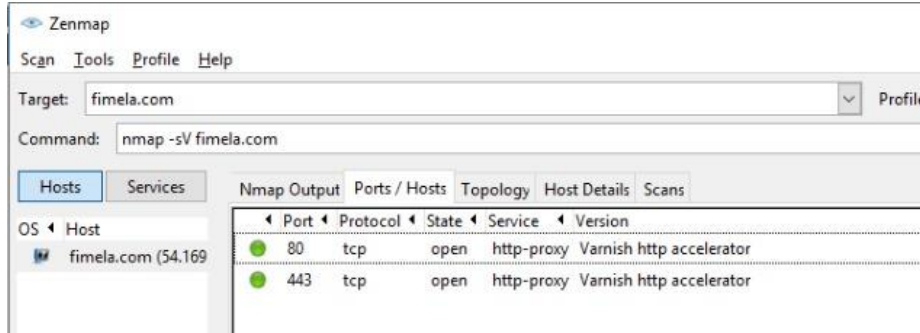 Zenmap
Scan Tools Profile Help
Target: fimela.com Profile
Command: nmap -sV fimela.com
Hosts Services Nmap Output Ports / Hosts Topology Host Details Scans
OS Host Port Protocol State Service Version
fimela.com (54.169 80 tcp open http-proxy Varnish http accelerator
443 tcp open http-proxy Varnish http accelerator